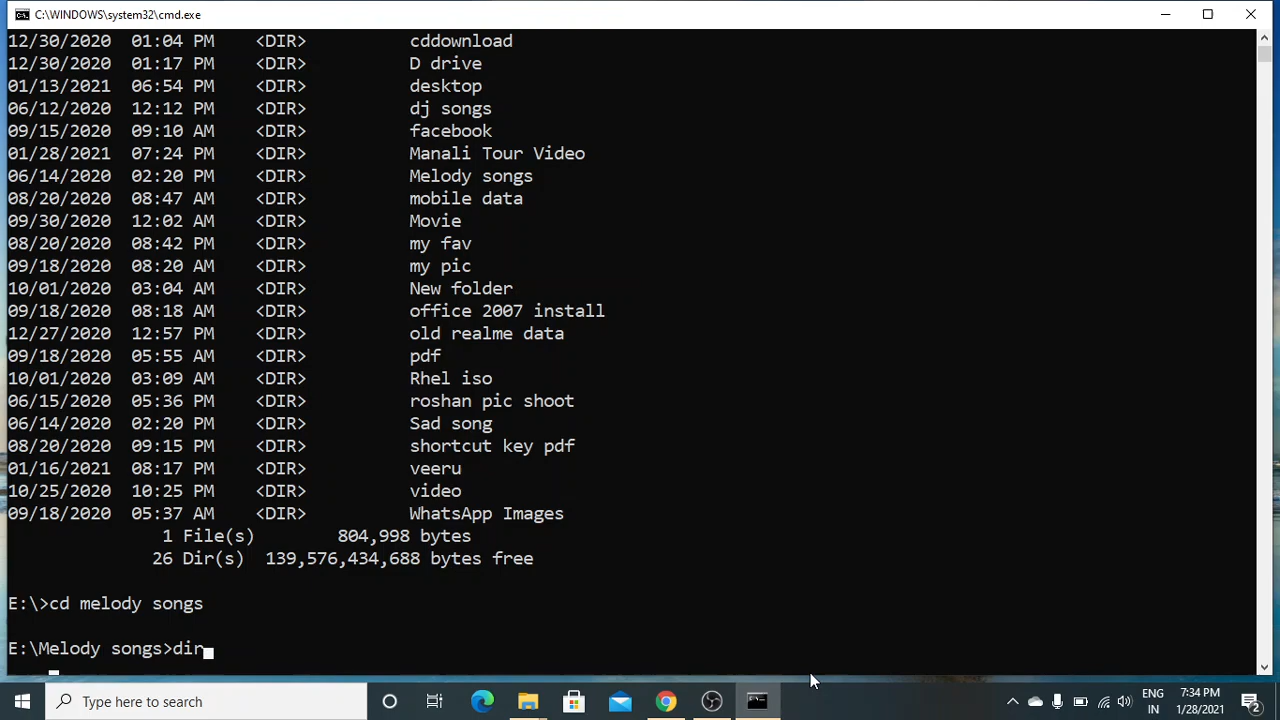 C:\WINDOWS\system32\cmd.exe
12/30/2020  01:04 PM    <DIR>          cddownload
12/30/2020  01:17 PM    <DIR>          D drive
01/13/2021  06:54 PM    <DIR>          desktop
06/12/2020  12:12 PM    <DIR>          dj songs
09/15/2020  09:10 AM    <DIR>          facebook
01/28/2021  07:24 PM    <DIR>          Manali Tour Video
06/14/2020  02:20 PM    <DIR>          Melody songs
08/20/2020  08:47 AM    <DIR>          mobile data
09/30/2020  12:02 AM    <DIR>          Movie
08/20/2020  08:42 PM    <DIR>          my fav
09/18/2020  08:20 AM    <DIR>          my pic
10/01/2020  03:04 AM    <DIR>          New folder
09/18/2020  08:18 AM    <DIR>          office 2007 install
12/27/2020  12:57 PM    <DIR>          old realme data
09/18/2020  05:55 AM    <DIR>          pdf
10/01/2020  03:09 AM    <DIR>          Rhel iso
06/15/2020  05:36 PM    <DIR>          roshan pic shoot
06/14/2020  02:20 PM    <DIR>          Sad song
08/20/2020  09:15 PM    <DIR>          shortcut key pdf
01/16/2021  08:17 PM    <DIR>          veeru
10/25/2020  10:25 PM    <DIR>          video
09/18/2020  05:37 AM    <DIR>          WhatsApp Images
1 File(s)        804,998 bytes
26 Dir(s)  139,576,434,688 bytes free
E:\>cd melody songs
E:\Melody songs>dir
Type here to search
ENG 7:34 PM
IN 1/28/2021 2